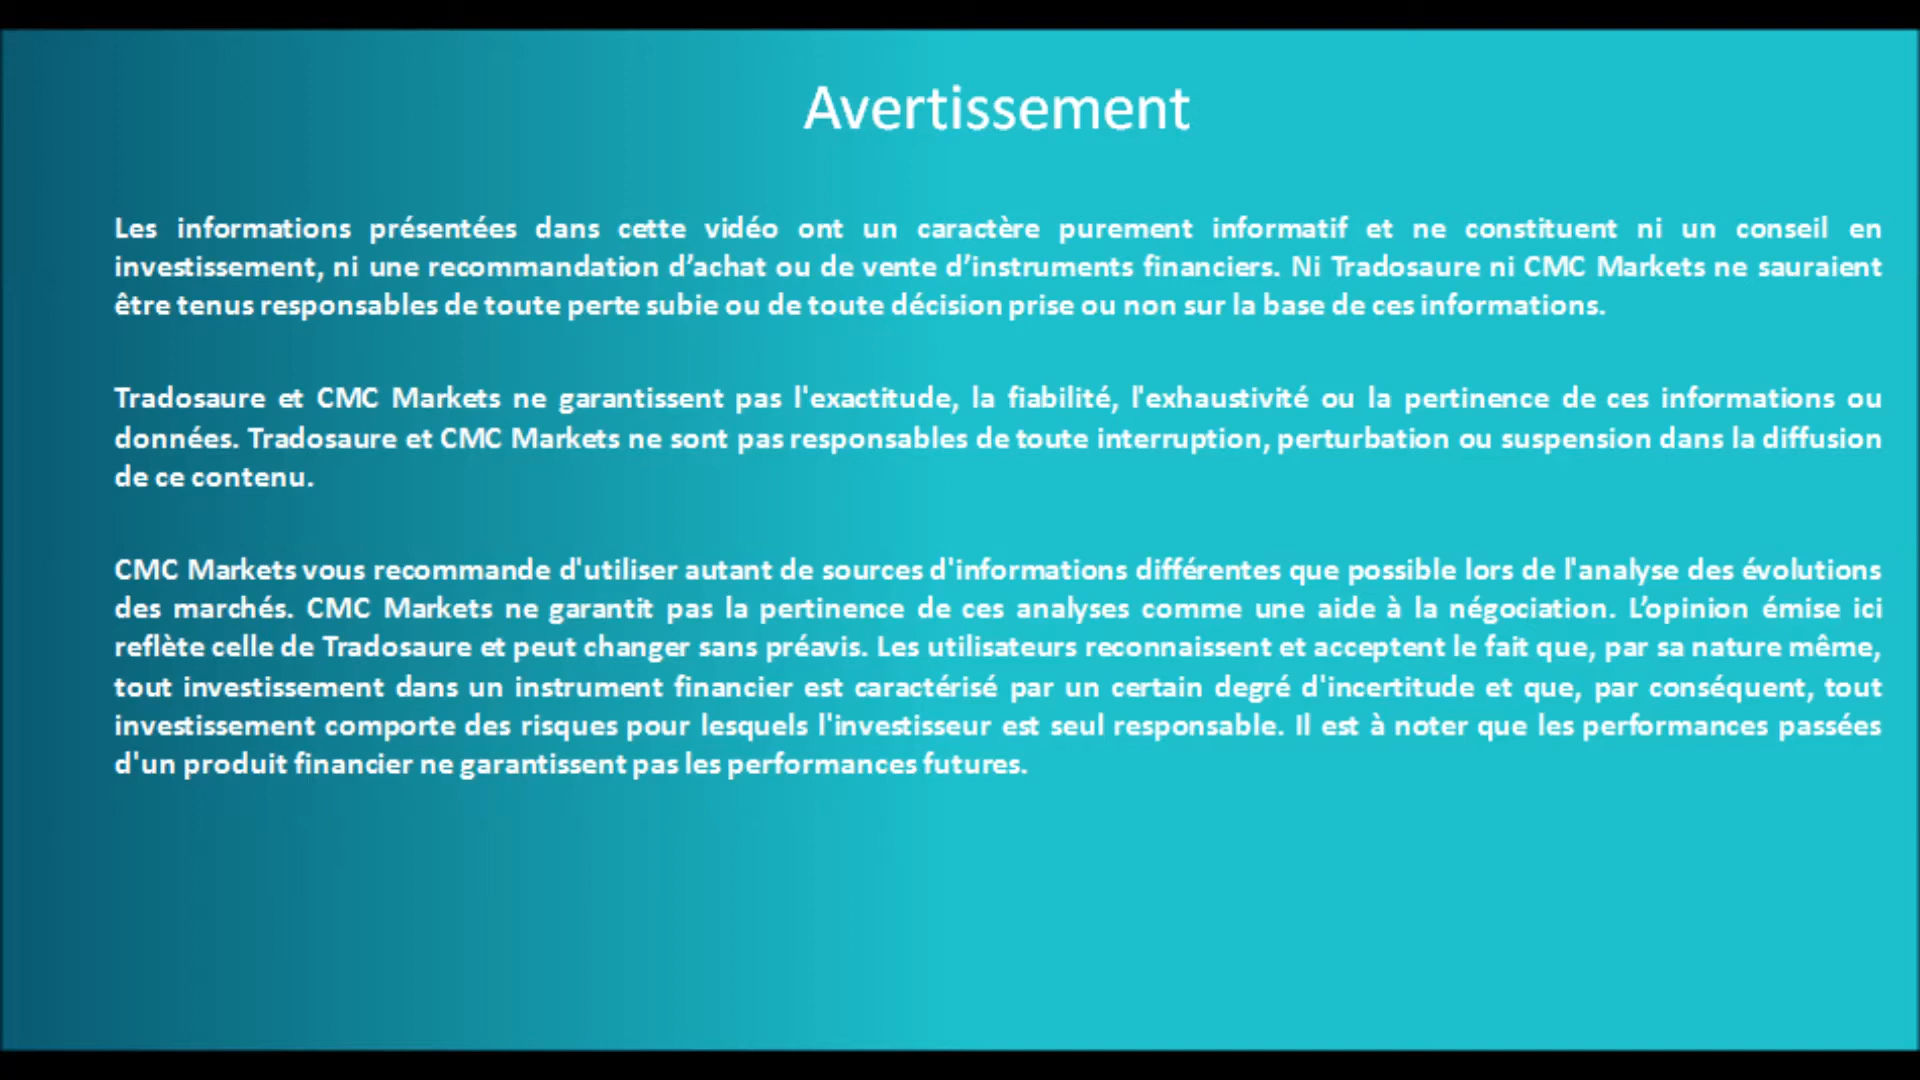 Avertissement
Les informations présentées dans cette vidéo ont un caractère purement informatif et ne constituent ni un conseil en
investissement, ni une recommandation d’achat ou de vente d’instruments financiers. Ni Tradosaure ni CMC Markets ne sauraient
être tenus responsables de toute perte subie ou de toute décision prise ou non sur la base de ces informations.
Tradosaure et CMC Markets ne garantissent pas l'exactitude, la fiabilité, l'exhaustivité ou la pertinence de ces informations ou
données. Tradosaure et CMC Markets ne sont pas responsables de toute interruption, perturbation ou suspension dans la diffusion
de ce contenu.
CMC Markets vous recommande d'utiliser autant de sources d'informations différentes que possible lors de l'analyse des évolutions
des marchés. CMC Markets ne garantit pas la pertinence de ces analyses comme une aide à la négociation. L’opinion émise ici
reflète celle de Tradosaure et peut changer sans préavis. Les utilisateurs reconnaissent et acceptent le fait que, par sa nature même,
tout investissement dans un instrument financier est caractérisé par un certain degré d'incertitude et que, par conséquent, tout
investissement comporte des risques pour lesquels l'investisseur est seul responsable. Il est à noter que les performances passées
d'un produit financier ne garantissent pas les performances futures.